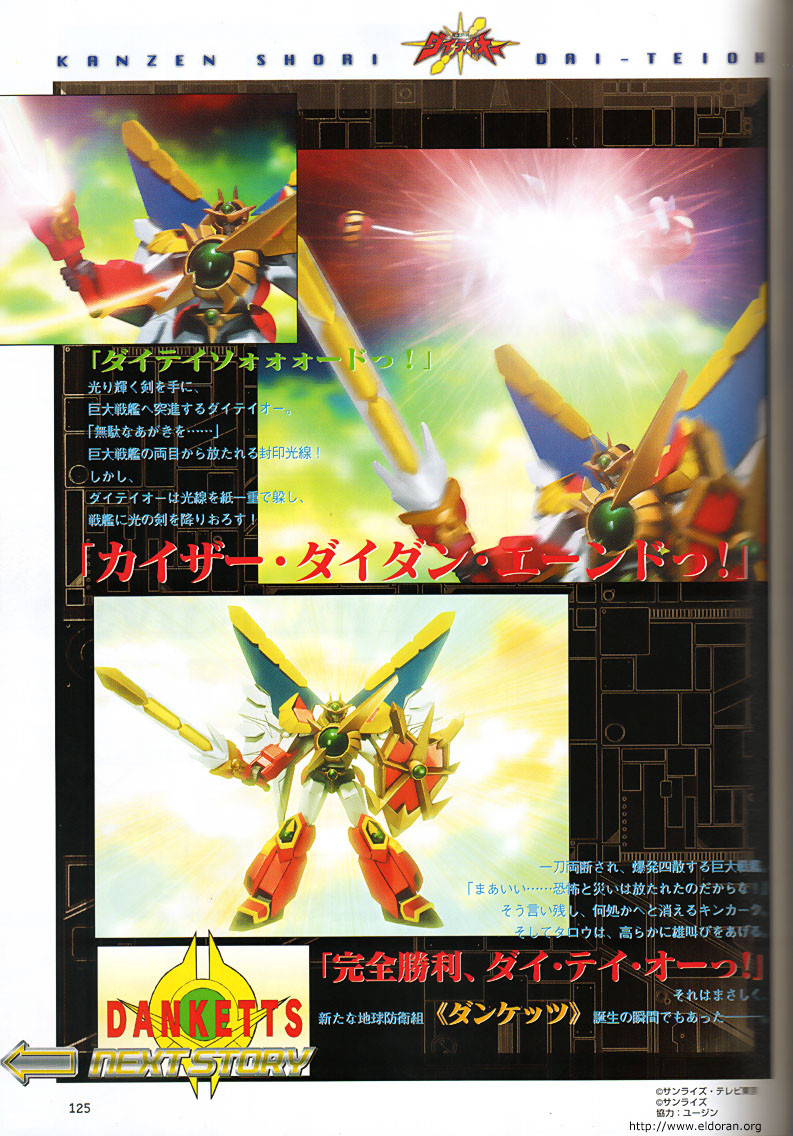 KANZEN SHORI
ダイテイオー
DAI-TEIOH
「ダイテイソォォォードっ!」
光り輝く剣を手に、
巨大戦艦へ突進するダイテイオー。
「無駄なあがきを……」
巨大戦艦の両目から放たれる封印光線!
しかし、
ダイテイオーは光線を紙一重で躱し、
戦艦に光の剣を降りおろす!
「カイザー・ダイダン・エーンドっ!」
一刀両断され、爆発四散する巨大戦艦。
「まあいい……恐怖と災いは放たれたのだからな!」
そう言い残し、何処かへと消えるキンカーク。
そしてタロウは、高らかに雄叫びをあげる。
「完全勝利、ダイ・テイ・オーっ!」
それはまさしく、
新たな地球防衛組《ダンケッツ》誕生の瞬間でもあった――。
DANKETTS
NEXT STORY
125
©サンライズ・テレビ東京
©サンライズ
協力:ユージン
http://www.eldoran.org